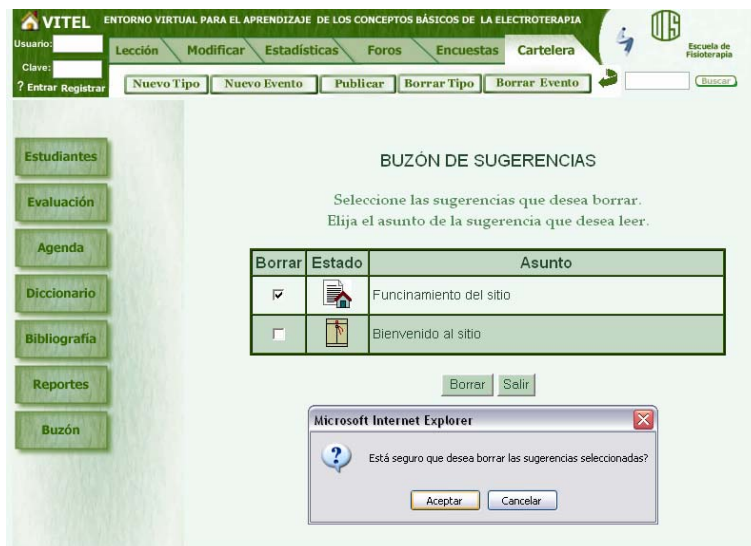 VITEL ENTORNO VIRTUAL PARA EL APRENDIZAJE DE LOS CONCEPTOS BÁSICOS DE LA ELECTROTERAPIA
Usuario:
Clave:
? Entrar Registrar
Lección Modificar Estadísticas Foros Encuestas Cartelera
Nuevo Tipo Nuevo Evento Publicar Borrar Tipo Borrar Evento
UIS
Escuela de
Fisioterapia
Buscar
Estudiantes
Evaluación
Agenda
Diccionario
Bibliografía
Reportes
Buzón
BUZÓN DE SUGERENCIAS
Seleccione las sugerencias que desea borrar.
Elija el asunto de la sugerencia que desea leer.
Borrar Estado Asunto
Funcinamiento del sitio
Bienvenido al sitio
Borrar Salir
Microsoft Internet Explorer
Está seguro que desea borrar las sugerencias seleccionadas?
Aceptar Cancelar